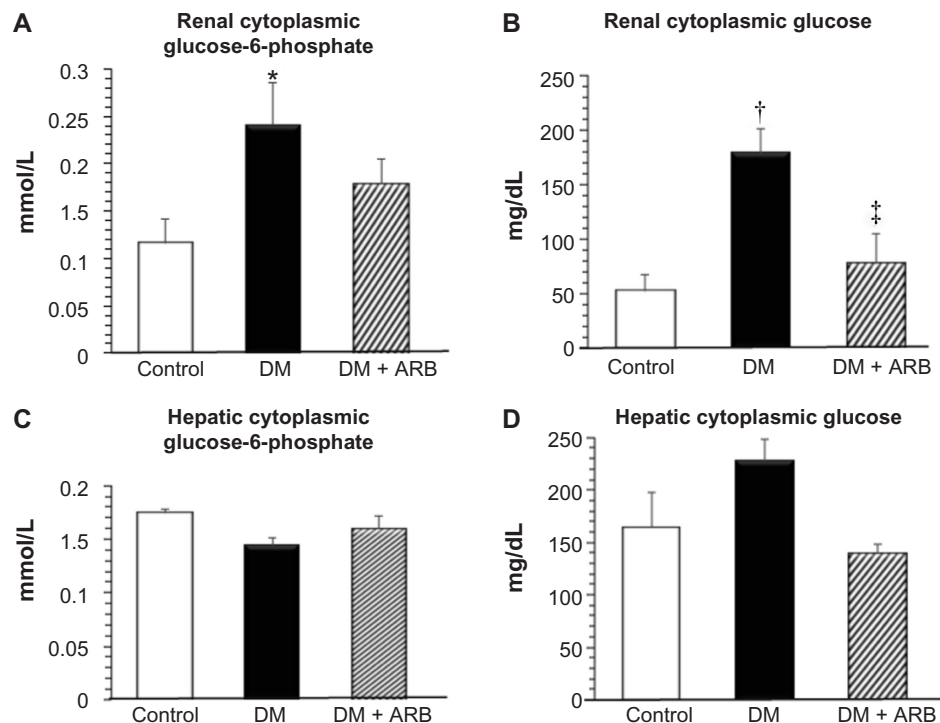 A
Renal cytoplasmic
glucose-6-phosphate
mmol/L
0.3
0.25
0.2
1.5
0.1
0.05
0
*
Control DM DM + ARB
B
Renal cytoplasmic glucose
mg/dL
250
200
150
100
50
0
†
‡
Control DM DM + ARB
C
Hepatic cytoplasmic
glucose-6-phosphate
mmol/L
0.2
1.5
0.1
0.05
0
Control DM DM + ARB
D
Hepatic cytoplasmic glucose
mg/dL
250
200
150
100
50
0
Control DM DM + ARB